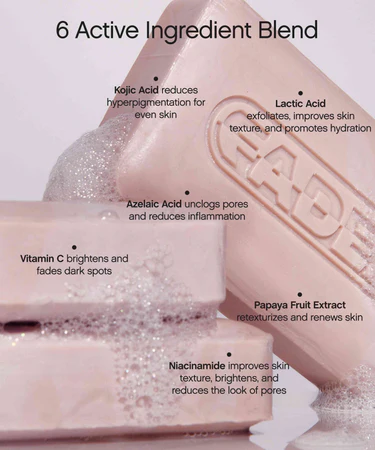 6 Active Ingredient Blend
Kojic Acid reduces
hyperpigmentation for
even skin
Lactic Acid
exfoliates, improves skin
texture, and promotes hydration
FADE
Azelaic Acid unclogs pores
and reduces inflammation
Vitamin C brightens and
fades dark spots
Papaya Fruit Extract
retexturizes and renews skin
Niacinamide improves skin
texture, brightens, and
reduces the look of pores